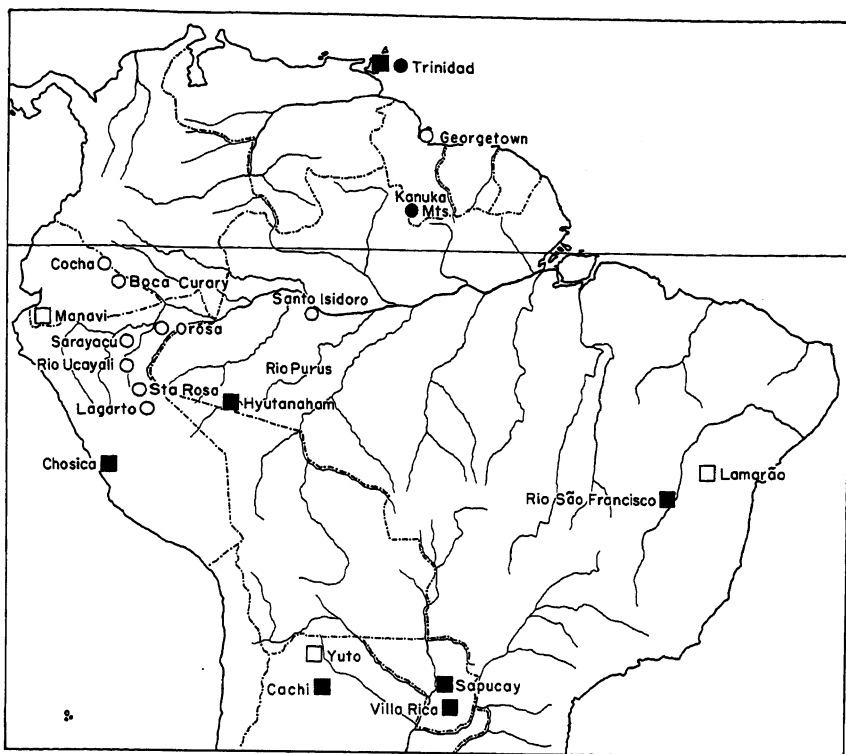 Trinidad
Georgetown
Kanuka
Mts.
Cocha
Boca Curary
Santo Isidoro
Manavi
Orosa
Sarayacu
Rio Ucayali
Rio Purus
Sta Rosa
Hyutanaham
Lagarto
Chosica
Lamarão
Rio São Francisco
Yuto
Cachi
Sapucay
Villa Rica